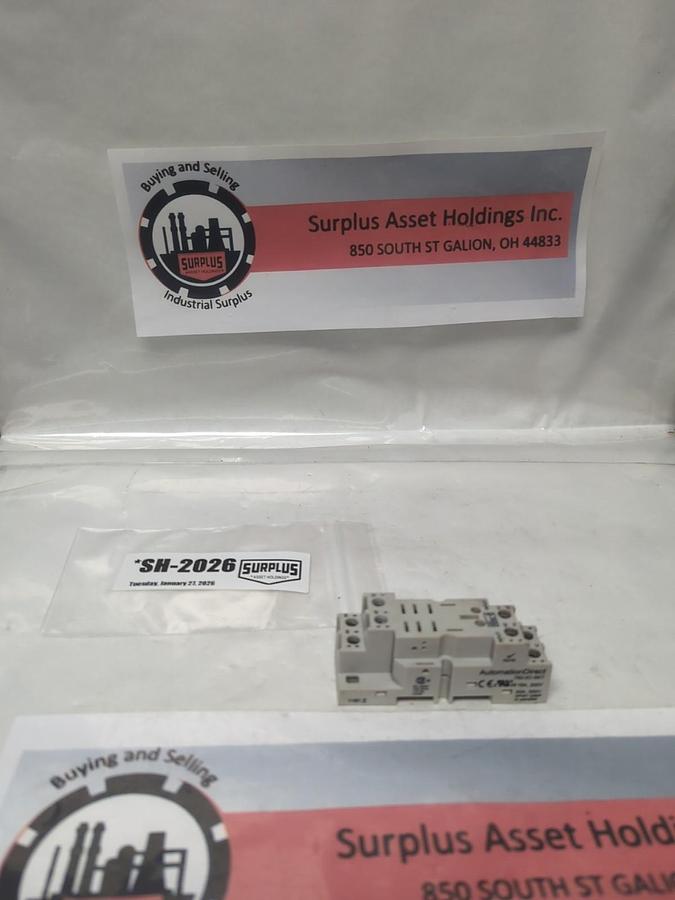 Buying and Selling
SURPLUS
ASSET HOLDINGS
Industrial Surplus
Surplus Asset Holdings Inc.
850 SOUTH ST GALION, OH 44833
*SH-2026
SURPLUS
"ASSET HOLDINGS"
Tuesday, January 27, 2026
AutomationDirect
CE
Buying and Selling
Surplus Asset Holdi
850 SOUTH ST GALI